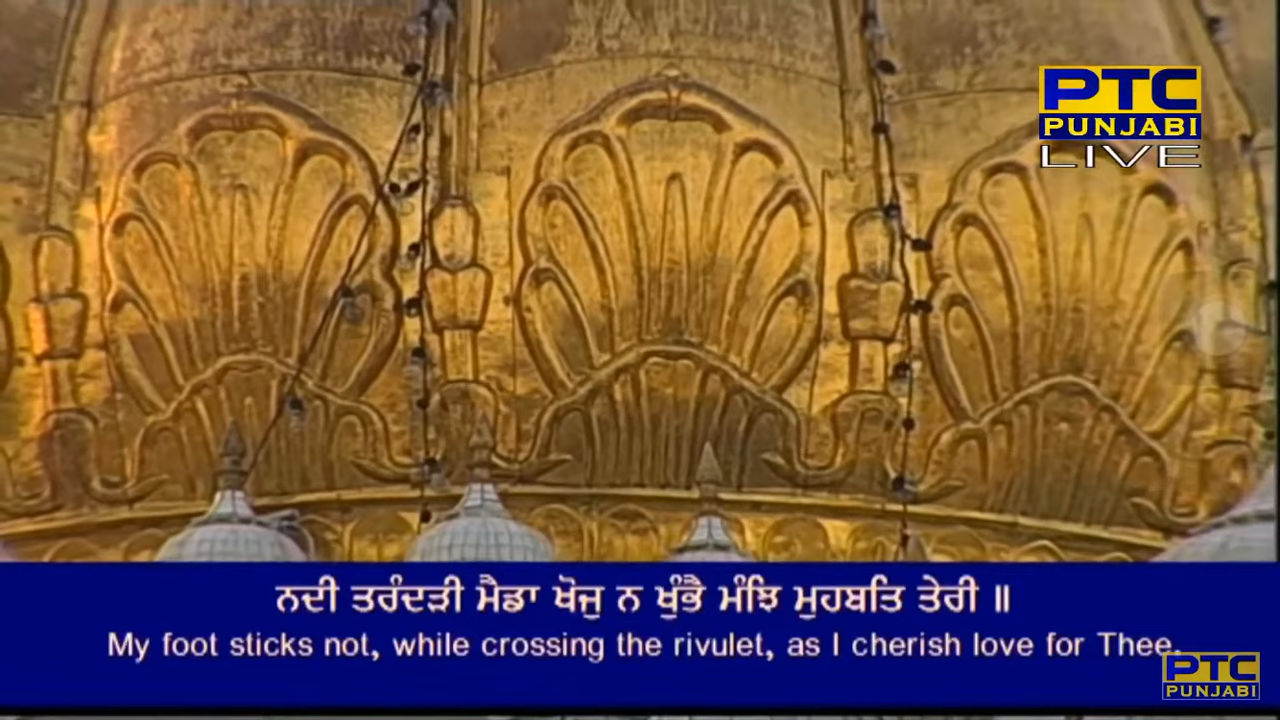 PTC
PUNJABI
LIVE
ਨਦੀ ਤਰੰਦੜੀ ਮੈਡਾ ਖੋਜੁ ਨ ਖੁੰਭੈ ਮੰਝਿ ਮੁਹਬਤਿ ਤੇਰੀ ॥
My foot sticks not, while crossing the rivulet, as I cherish love for Thee.
PTC
PUNJABI